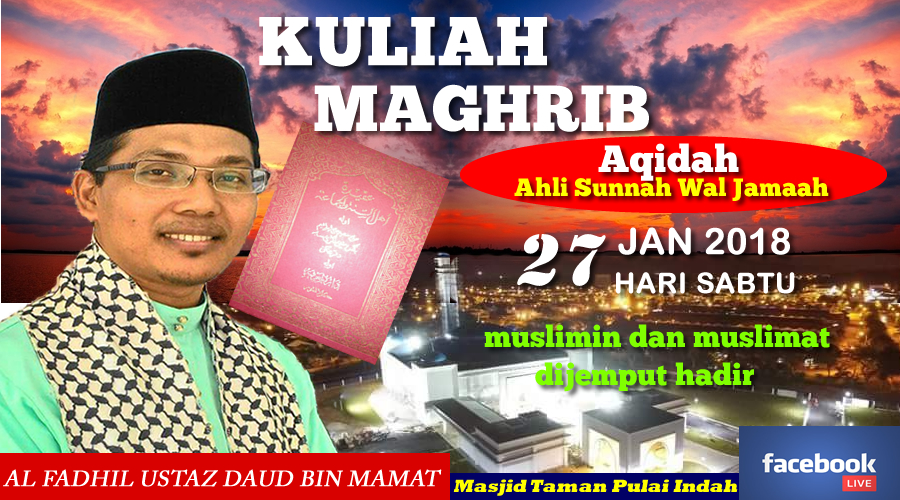 KULIAH
MAGHRIB
Aqidah
Ahli Sunnah Wal Jamaah
27 JAN 2018
HARI SABTU
muslimin dan muslimat
dijemput hadir
AL FADHIL USTAZ DAUD BIN MAMAT
Masjid Taman Pulai Indah
facebook
LIVE